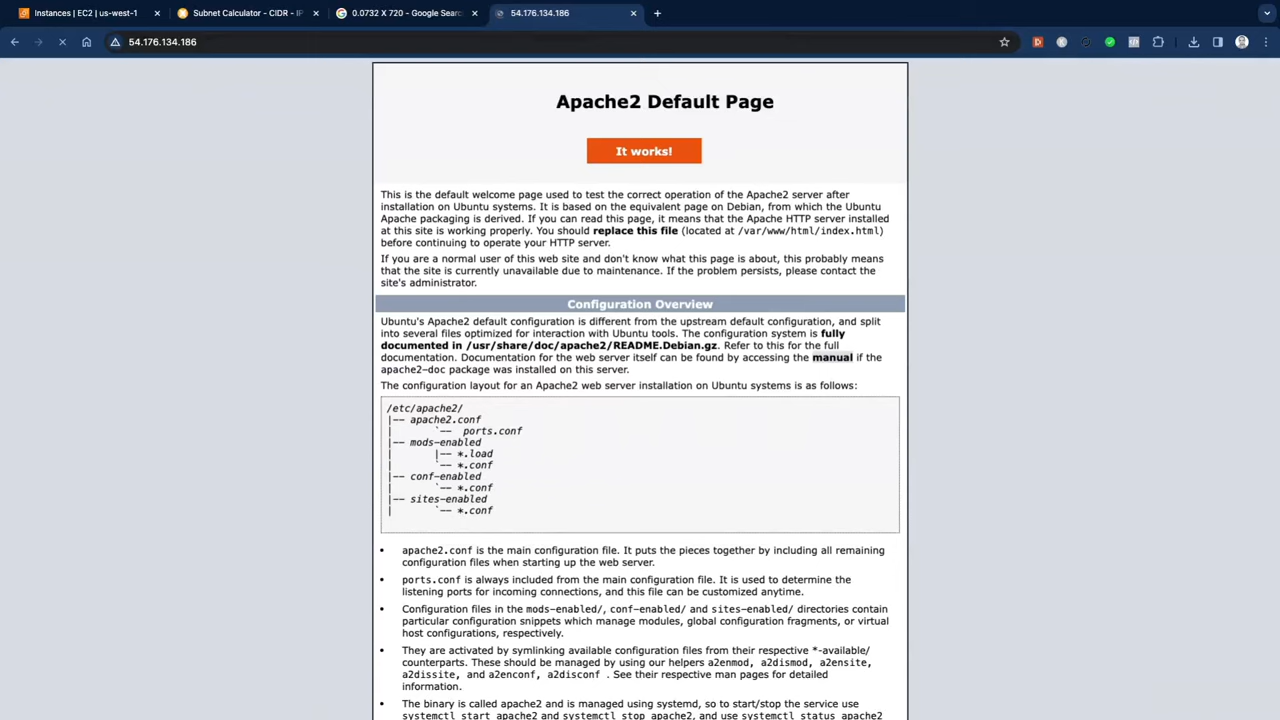 Instances | EC2 | us-west-1
Subnet Calculator - CIDR - IP
0.0732 X 720 - Google Searc
54.176.134.186
54.176.134.186
Apache2 Default Page
It works!
This is the default welcome page used to test the correct operation of the Apache2 server after
installation on Ubuntu systems. It is based on the equivalent page on Debian, from which the Ubuntu
Apache packaging is derived. If you can read this page, it means that the Apache HTTP server installed
at this site is working properly. You should replace this file (located at /var/www/html/index.html)
before continuing to operate your HTTP server.
If you are a normal user of this web site and don't know what this page is about, this probably means
that the site is currently unavailable due to maintenance. If the problem persists, please contact the
site's administrator.
Configuration Overview
Ubuntu's Apache2 default configuration is different from the upstream default configuration, and split
into several files optimized for interaction with Ubuntu tools. The configuration system is fully
documented in /usr/share/doc/apache2/README.Debian.gz. Refer to this for the full
documentation. Documentation for the web server itself can be found by accessing the manual if the
apache2-doc package was installed on this server.
The configuration layout for an Apache2 web server installation on Ubuntu systems is as follows:
/etc/apache2/
|-- apache2.conf
|       `--  ports.conf
|-- mods-enabled
|       |-- *.load
|       `-- *.conf
|-- conf-enabled
|       `-- *.conf
|-- sites-enabled
|       `-- *.conf
• apache2.conf is the main configuration file. It puts the pieces together by including all remaining
configuration files when starting up the web server.
• ports.conf is always included from the main configuration file. It is used to determine the
listening ports for incoming connections, and this file can be customized anytime.
• Configuration files in the mods-enabled/, conf-enabled/ and sites-enabled/ directories contain
particular configuration snippets which manage modules, global configuration fragments, or virtual
host configurations, respectively.
• They are activated by symlinking available configuration files from their respective *-available/
counterparts. These should be managed by using our helpers a2enmod, a2dismod, a2ensite,
a2dissite, and a2enconf, a2disconf . See their respective man pages for detailed
information.
• The binary is called apache2 and is managed using systemd, so to start/stop the service use
systemctl start apache2 and systemctl stop apache2, and use systemctl status apache2